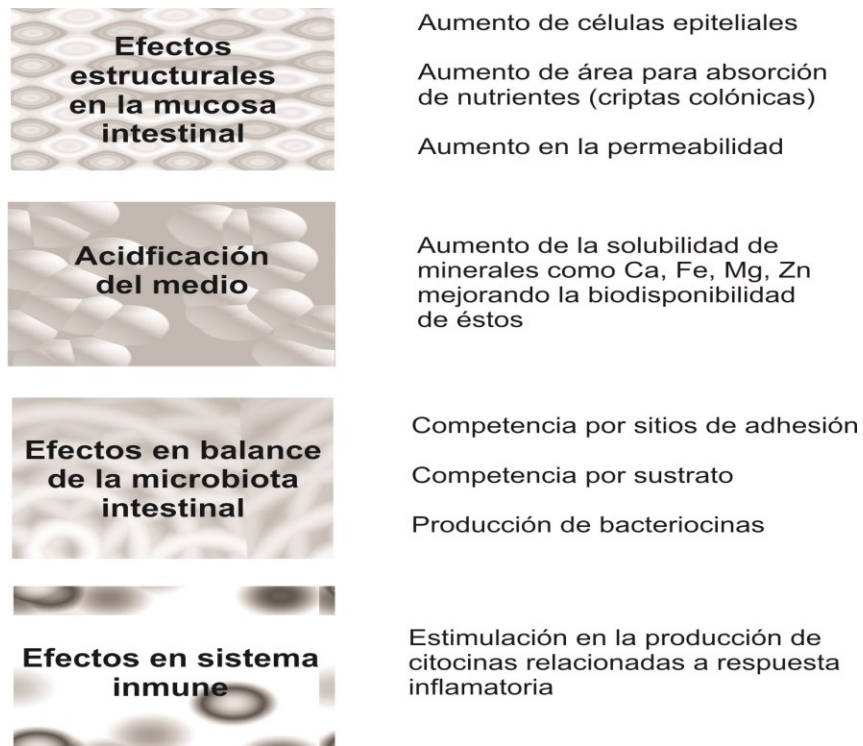 Efectos
estructurales
en la mucosa
intestinal
Aumento de células epiteliales
Aumento de área para absorción
de nutrientes (criptas colónicas)
Aumento en la permeabilidad
Acidficación
del medio
Aumento de la solubilidad de
minerales como Ca, Fe, Mg, Zn
mejorando la biodisponibilidad
de éstos
Efectos en balance
de la microbiota
intestinal
Competencia por sitios de adhesión
Competencia por sustrato
Producción de bacteriocinas
Efectos en sistema
inmune
Estimulación en la producción de
citocinas relacionadas a respuesta
inflamatoria